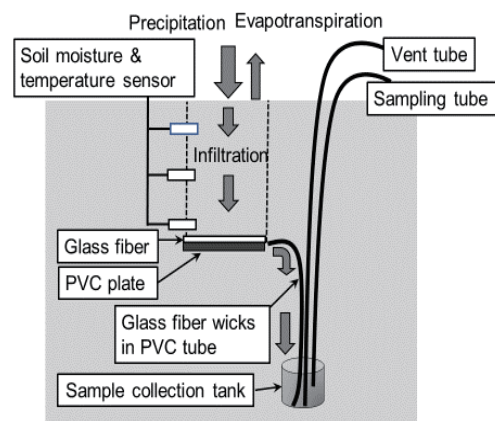 Precipitation Evapotranspiration
Soil moisture &
temperature sensor
Vent tube
Sampling tube
Infiltration
Glass fiber
PVC plate
Glass fiber wicks
in PVC tube
Sample collection
tank